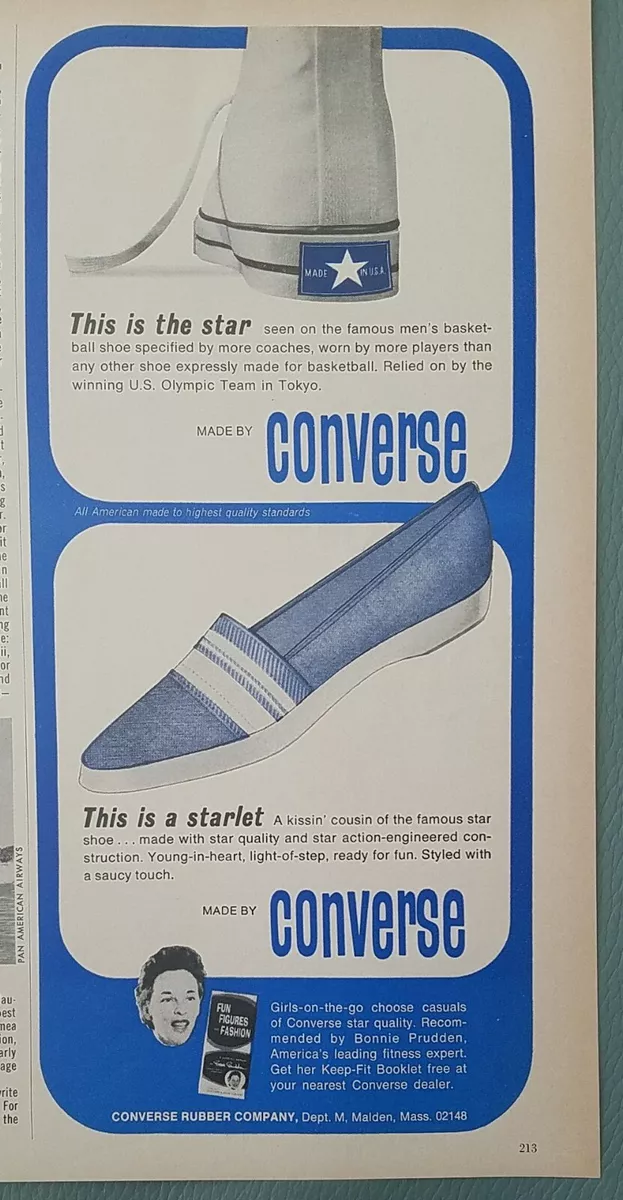 MADE IN U.S.A.
This is the star seen on the famous men's basket-
ball shoe specified by more coaches, worn by more players than
any other shoe expressly made for basketball. Relied on by the
winning U.S. Olympic Team in Tokyo.
MADE BY converse
All American made to highest quality standards
This is a starlet A kissin' cousin of the famous star
shoe . . . made with star quality and star action-engineered con-
struction. Young-in-heart, light-of-step, ready for fun. Styled with
a saucy touch.
MADE BY converse
PAN AMERICAN AIRWAYS
FUN
FIGURES
FASHION
Girls-on-the-go choose casuals
of Converse star quality. Recom-
mended by Bonnie Prudden,
America's leading fitness expert.
Get her Keep-Fit Booklet free at
your nearest Converse dealer.
CONVERSE RUBBER COMPANY, Dept. M, Malden, Mass. 02148
213